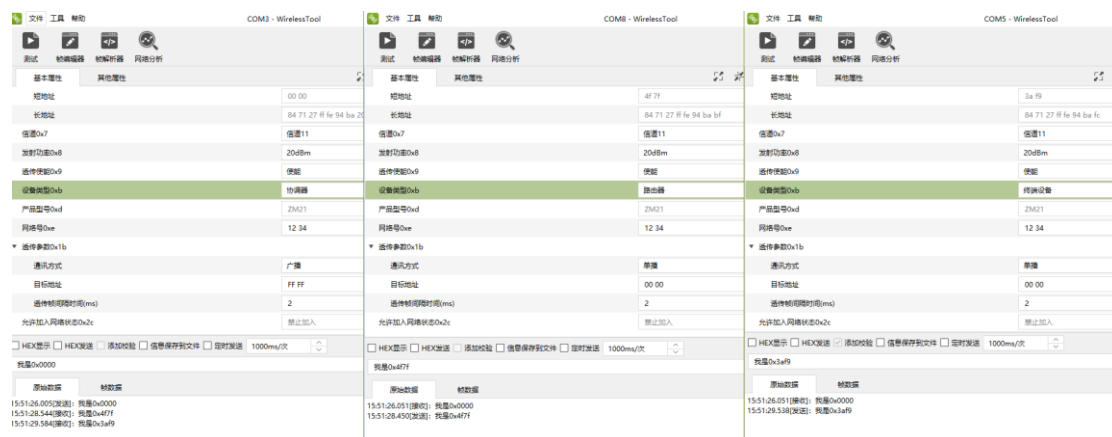 文件 工具 帮助 COM3 - WirelessTool
测试 帧编辑器 帧解析器 网络分析
基本属性 其他属性
短地址 00 00
长地址 84 71 27 ff fe 94 ba 20
信道0x7 信道11
发射功率0x8 20dBm
透传使能0x9 使能
设备类型0xb 协调器
产品型号0xd ZM21
网络号0xe 12 34
透传参数0x1b
通讯方式 广播
目标地址 FF FF
透传帧间隔时间(ms) 2
允许加入网络状态0x2c 禁止加入
HEX显示 HEX发送 添加校验 信息保存到文件 定时发送 1000ms/次
我是0x0000
原始数据 帧数据
15:51:26.005[发送]: 我是0x0000
15:51:28.544[接收]: 我是0x4f7f
15:51:29.584[接收]: 我是0x3af9
文件 工具 帮助 COM8 - WirelessTool
测试 帧编辑器 帧解析器 网络分析
基本属性 其他属性
短地址 4f 7f
长地址 84 71 27 ff fe 94 ba bf
信道0x7 信道11
发射功率0x8 20dBm
透传使能0x9 使能
设备类型0xb 路由器
产品型号0xd ZM21
网络号0xe 12 34
透传参数0x1b
通讯方式 单播
目标地址 00 00
透传帧间隔时间(ms) 2
允许加入网络状态0x2c 禁止加入
HEX显示 HEX发送 添加校验 信息保存到文件 定时发送 1000ms/次
我是0x4f7f
原始数据 帧数据
15:51:26.051[接收]: 我是0x0000
15:51:28.450[发送]: 我是0x4f7f
文件 工具 帮助 COM5 - WirelessTool
测试 帧编辑器 帧解析器 网络分析
基本属性 其他属性
短地址 3a f9
长地址 84 71 27 ff fe 94 ba fc
信道0x7 信道11
发射功率0x8 20dBm
透传使能0x9 使能
设备类型0xb 终端设备
产品型号0xd ZM21
网络号0xe 12 34
透传参数0x1b
通讯方式 单播
目标地址 00 00
透传帧间隔时间(ms) 2
允许加入网络状态0x2c 禁止加入
HEX显示 HEX发送 添加校验 信息保存到文件 定时发送 1000ms/次
我是0x3af9
原始数据 帧数据
15:51:26.051[接收]: 我是0x0000
15:51:29.538[发送]: 我是0x3af9